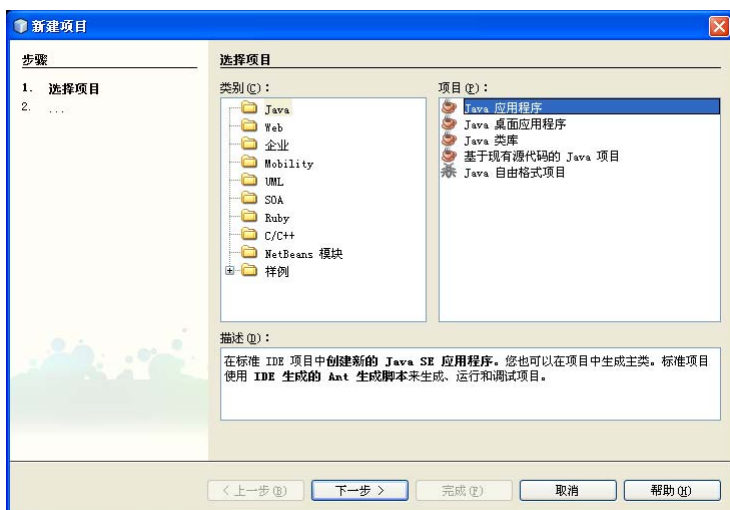 新建项目
步骤
1. 选择项目
2. ...
选择项目
类别(C)：
Java
Web
企业
Mobility
UML
SOA
Ruby
C/C++
NetBeans 模块
样例
项目(P)：
Java 应用程序
Java 桌面应用程序
Java 类库
基于现有源代码的 Java 项目
Java 自由格式项目
描述(D)：
在标准 IDE 项目中创建新的 Java SE 应用程序。您也可以在项目中生成主类。标准项目
使用 IDE 生成的 Ant 生成脚本来生成、运行和调试项目。
< 上一步(B)
下一步 >
完成(F)
取消
帮助(H)